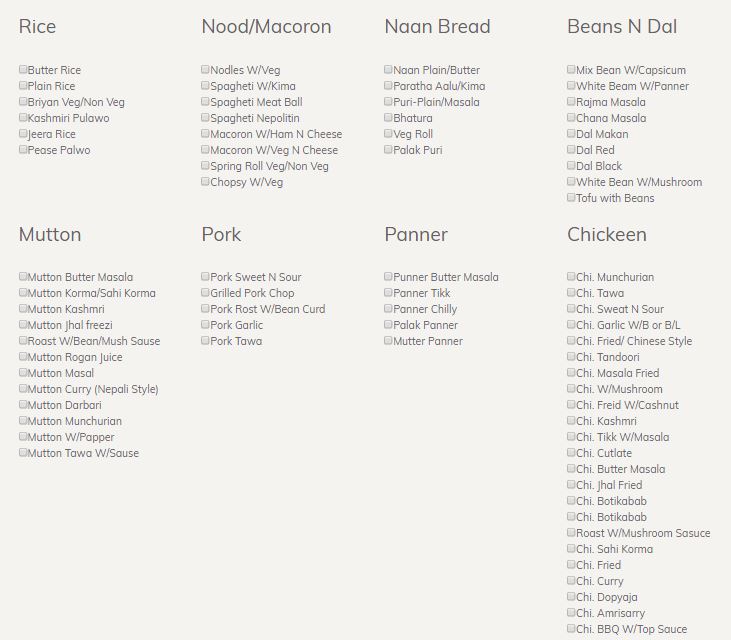 Rice
Butter Rice
Plain Rice
Briyan Veg/Non Veg
Kashmiri Pulawo
Jeera Rice
Pease Palwo
Nood/Macoron
Nodles W/Veg
Spagheti W/Kima
Spagheti Meat Ball
Spagheti Nepolitin
Macoron W/Ham N Cheese
Macoron W/Veg N Cheese
Spring Roll Veg/Non Veg
Chopsy W/Veg
Naan Bread
Naan Plain/Butter
Paratha Aalu/Kima
Puri-Plain/Masala
Bhatura
Veg Roll
Palak Puri
Beans N Dal
Mix Bean W/Capsicum
White Beam W/Panner
Rajma Masala
Chana Masala
Dal Makan
Dal Red
Dal Black
White Bean W/Mushroom
Tofu with Beans
Mutton
Mutton Butter Masala
Mutton Korma/Sahi Korma
Mutton Kashmri
Mutton Jhal freezi
Roast W/Bean/Mush Sause
Mutton Rogan Juice
Mutton Masal
Mutton Curry (Nepali Style)
Mutton Darbari
Mutton Munchurian
Mutton W/Papper
Mutton Tawa W/Sause
Pork
Pork Sweet N Sour
Grilled Pork Chop
Pork Rost W/Bean Curd
Pork Garlic
Pork Tawa
Panner
Punner Butter Masala
Panner Tikk
Panner Chilly
Palak Panner
Mutter Panner
Chickeen
Chi. Munchurian
Chi. Tawa
Chi. Sweat N Sour
Chi. Garlic W/B or B/L
Chi. Fried/ Chinese Style
Chi. Tandoori
Chi. Masala Fried
Chi. W/Mushroom
Chi. Freid W/Cashnut
Chi. Kashmri
Chi. Tikk W/Masala
Chi. Cutlate
Chi. Butter Masala
Chi. Jhal Fried
Chi. Botikabab
Chi. Botikabab
Roast W/Mushroom Sasuce
Chi. Sahi Korma
Chi. Fried
Chi. Curry
Chi. Dopyaja
Chi. Amrisarry
Chi. BBQ W/Top Sauce